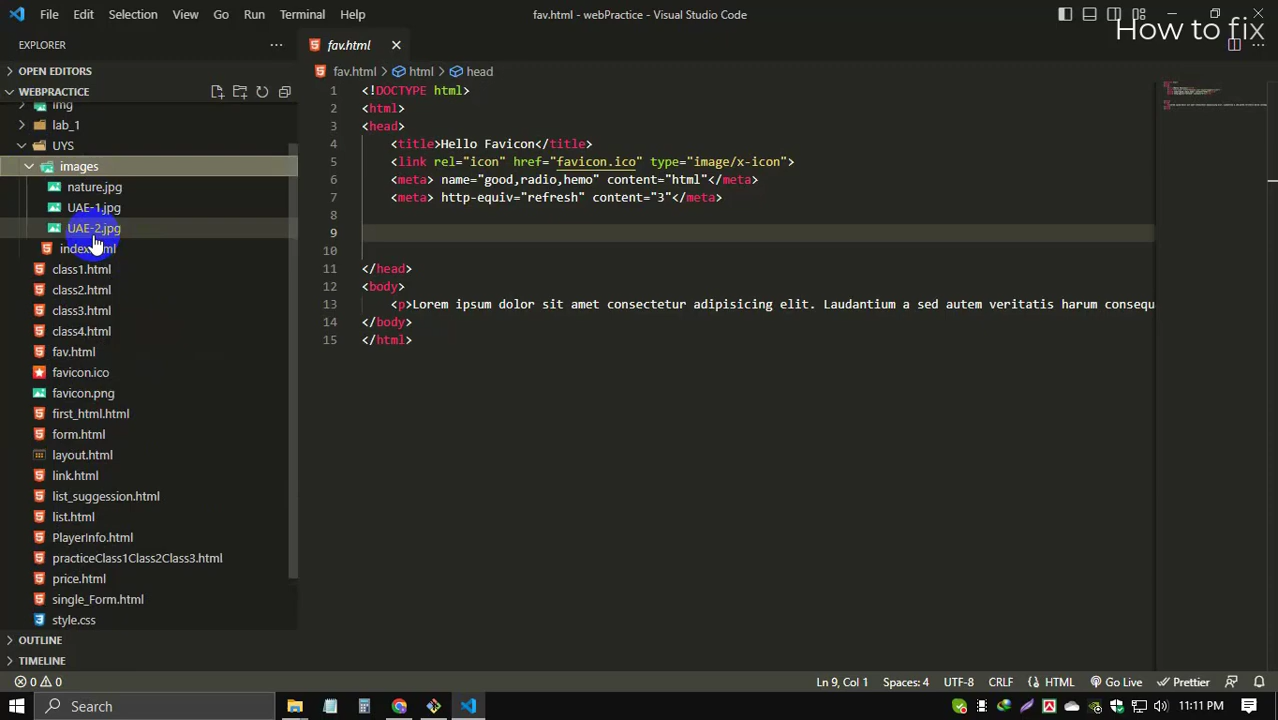 File Edit Selection View Go Run Terminal Help
fav.html - webPractice - Visual Studio Code
How to fix
EXPLORER
OPEN EDITORS
WEBPRACTICE
img
lab_1
UYS
images
nature.jpg
UAE-1.jpg
UAE-2.jpg
class1.html
class2.html
class3.html
class4.html
fav.html
favicon.ico
favicon.png
first_html.html
form.html
layout.html
link.html
list_suggession.html
list.html
PlayerInfo.html
practiceClass1Class2Class3.html
price.html
single_Form.html
style.css
OUTLINE
TIMELINE
fav.html
fav.html > html > head
1 <!DOCTYPE html>
2 <html>
3 <head>
4 <title>Hello Favicon</title>
5 <link rel="icon" href="favicon.ico" type="image/x-icon">
6 <meta> name="good,radio,hemo" content="html"</meta>
7 <meta> http-equiv="refresh" content="3"</meta>
8
9
10
11 </head>
12 <body>
13 <p>Lorem ipsum dolor sit amet consectetur adipisicing elit. Laudantium a sed autem veritatis harum consequ
14 </body>
15 </html>
0 0
Ln 9, Col 1 Spaces: 4 UTF-8 CRLF HTML Go Live Prettier
Search
11:11 PM